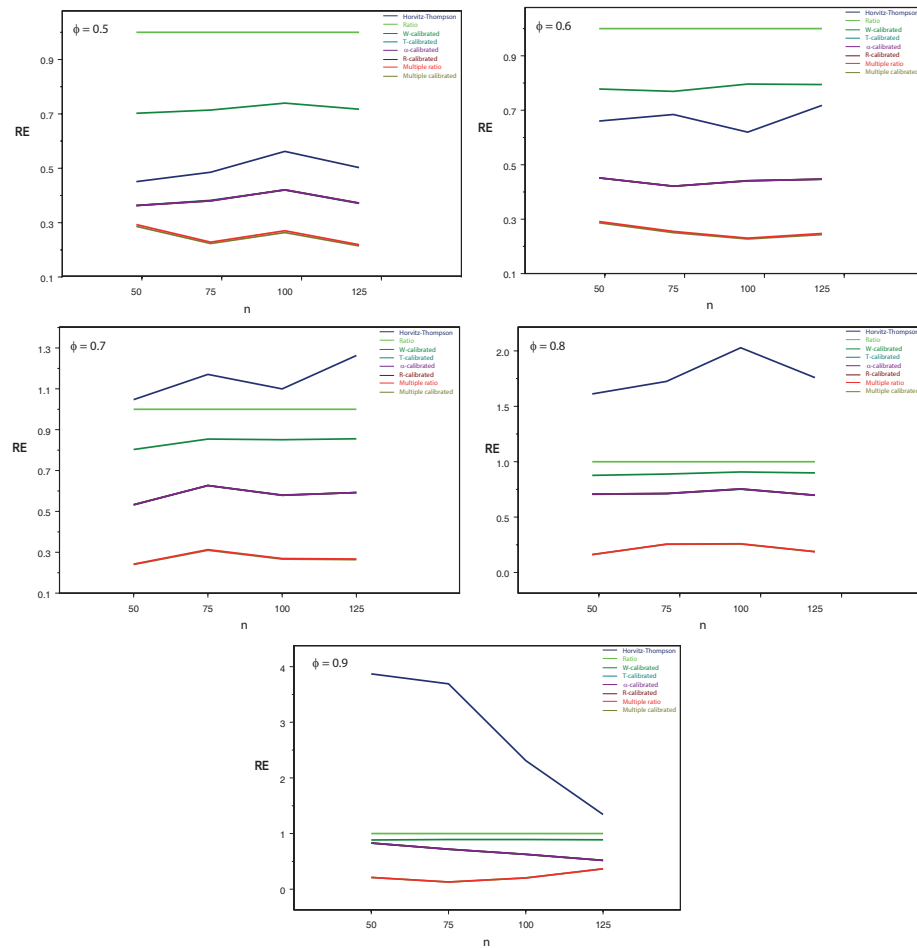 ϕ = 0.5
Horvitz-Thompson
Ratio
W-calibrated
T-calibrated
α-calibrated
R-calibrated
Multiple ratio
Multiple calibrated
0.9
0.7
RE
0.5
0.3
0.1
50
75
100
125
n
ϕ = 0.6
Horvitz-Thompson
Ratio
W-calibrated
T-calibrated
α-calibrated
R-calibrated
Multiple ratio
Multiple calibrated
0.9
0.7
RE
0.5
0.3
0.1
50
75
100
125
n
ϕ = 0.7
Horvitz-Thompson
Ratio
W-calibrated
T-calibrated
α-calibrated
R-calibrated
Multiple ratio
Multiple calibrated
1.3
1.1
0.9
RE
0.7
0.5
0.3
0.1
50
75
100
125
n
ϕ = 0.8
Horvitz-Thompson
Ratio
W-calibrated
T-calibrated
α-calibrated
R-calibrated
Multiple ratio
Multiple calibrated
2.0
1.5
RE
1.0
0.5
0.0
50
75
100
125
n
ϕ = 0.9
Horvitz-Thompson
Ratio
W-calibrated
T-calibrated
α-calibrated
R-calibrated
Multiple ratio
Multiple calibrated
4
3
RE
2
1
0
50
75
100
125
n